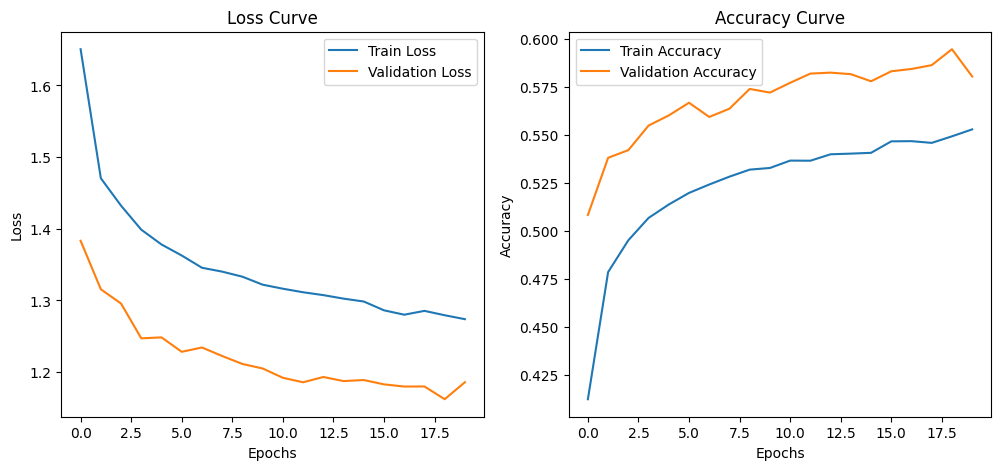 Loss Curve
Train Loss
Validation Loss
1.6
1.5
1.4
1.3
1.2
Loss
0.0 2.5 5.0 7.5 10.0 12.5 15.0 17.5
Epochs
Accuracy Curve
Train Accuracy
Validation Accuracy
0.600
0.575
0.550
0.525
0.500
0.475
0.450
0.425
Accuracy
0.0 2.5 5.0 7.5 10.0 12.5 15.0 17.5
Epochs